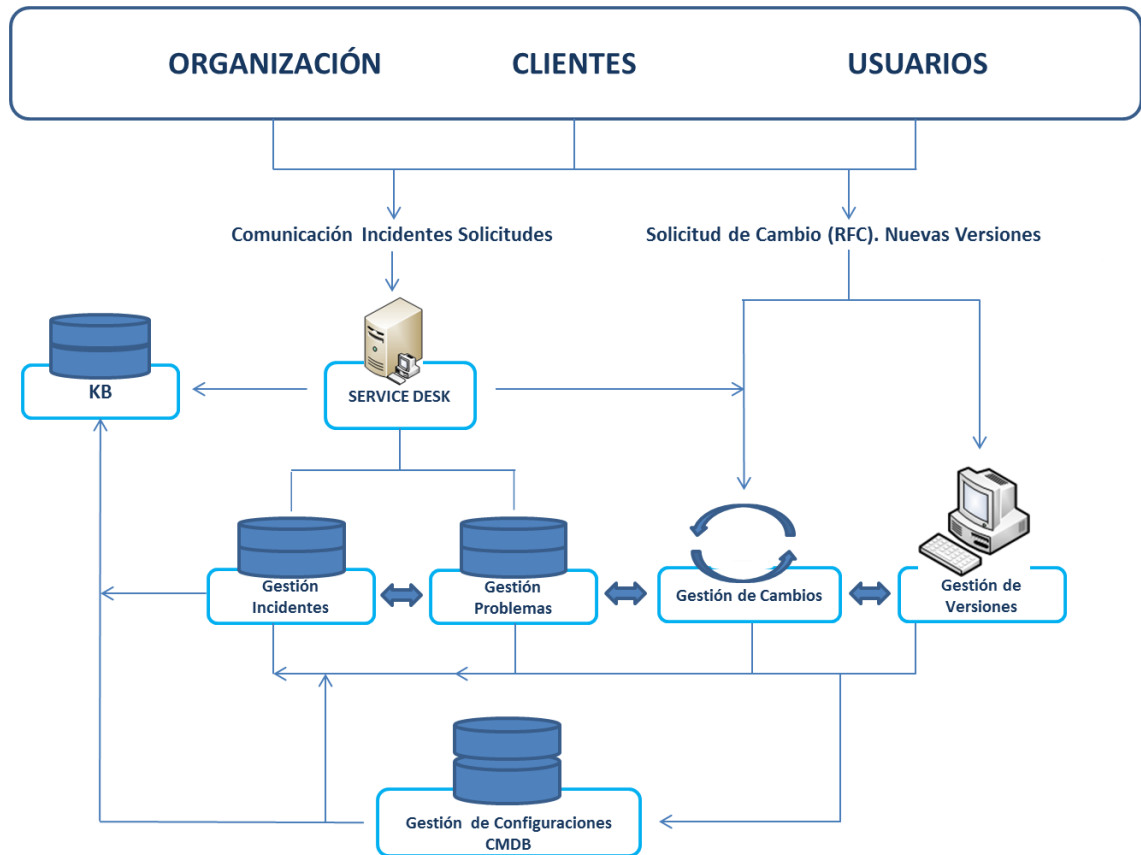 ORGANIZACIÓN CLIENTES USUARIOS
Comunicación Incidentes Solicitudes
Solicitud de Cambio (RFC). Nuevas Versiones
KB
SERVICE DESK
Gestión
Incidentes
Gestión
Problemas
Gestión de Cambios
Gestión de
Versiones
Gestión de Configuraciones
CMDB